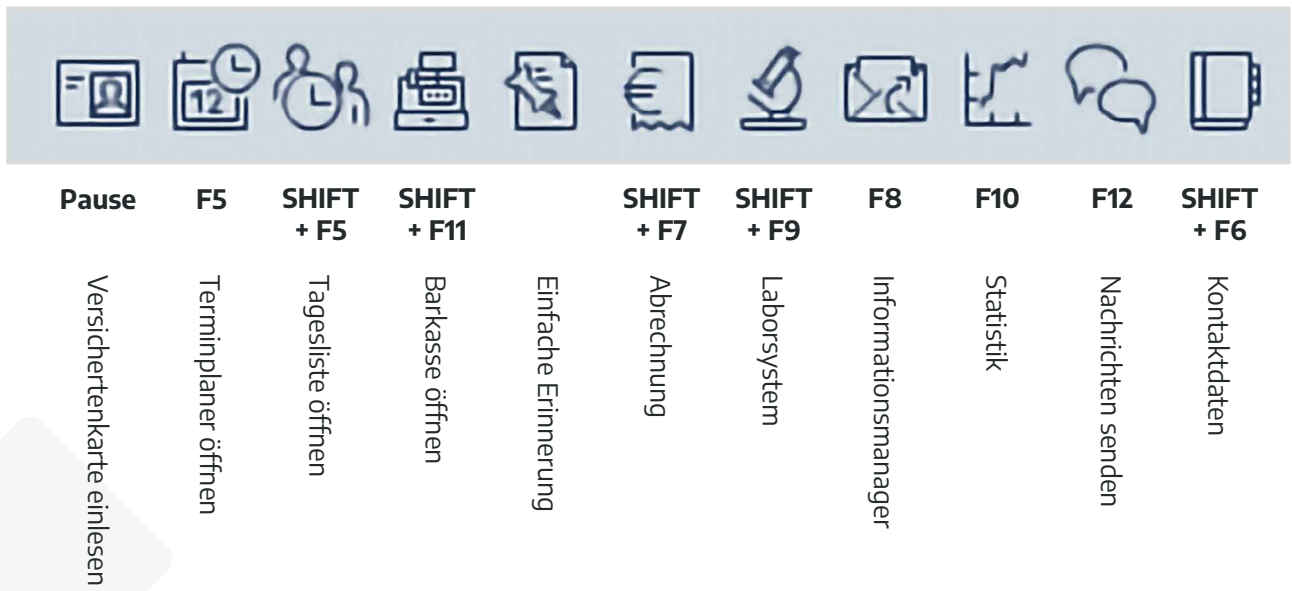 12
Pause
F5
SHIFT
+ F5
SHIFT
+ F11
SHIFT
+ F7
SHIFT
+ F9
F8
F10
F12
SHIFT
+ F6
Versichertenkarte einlesen
Terminplaner öffnen
Tagesliste öffnen
Barkasse öffnen
Einfache Erinnerung
Abrechnung
Laborsystem
Informationsmanager
Statistik
Nachrichten senden
Kontaktdaten